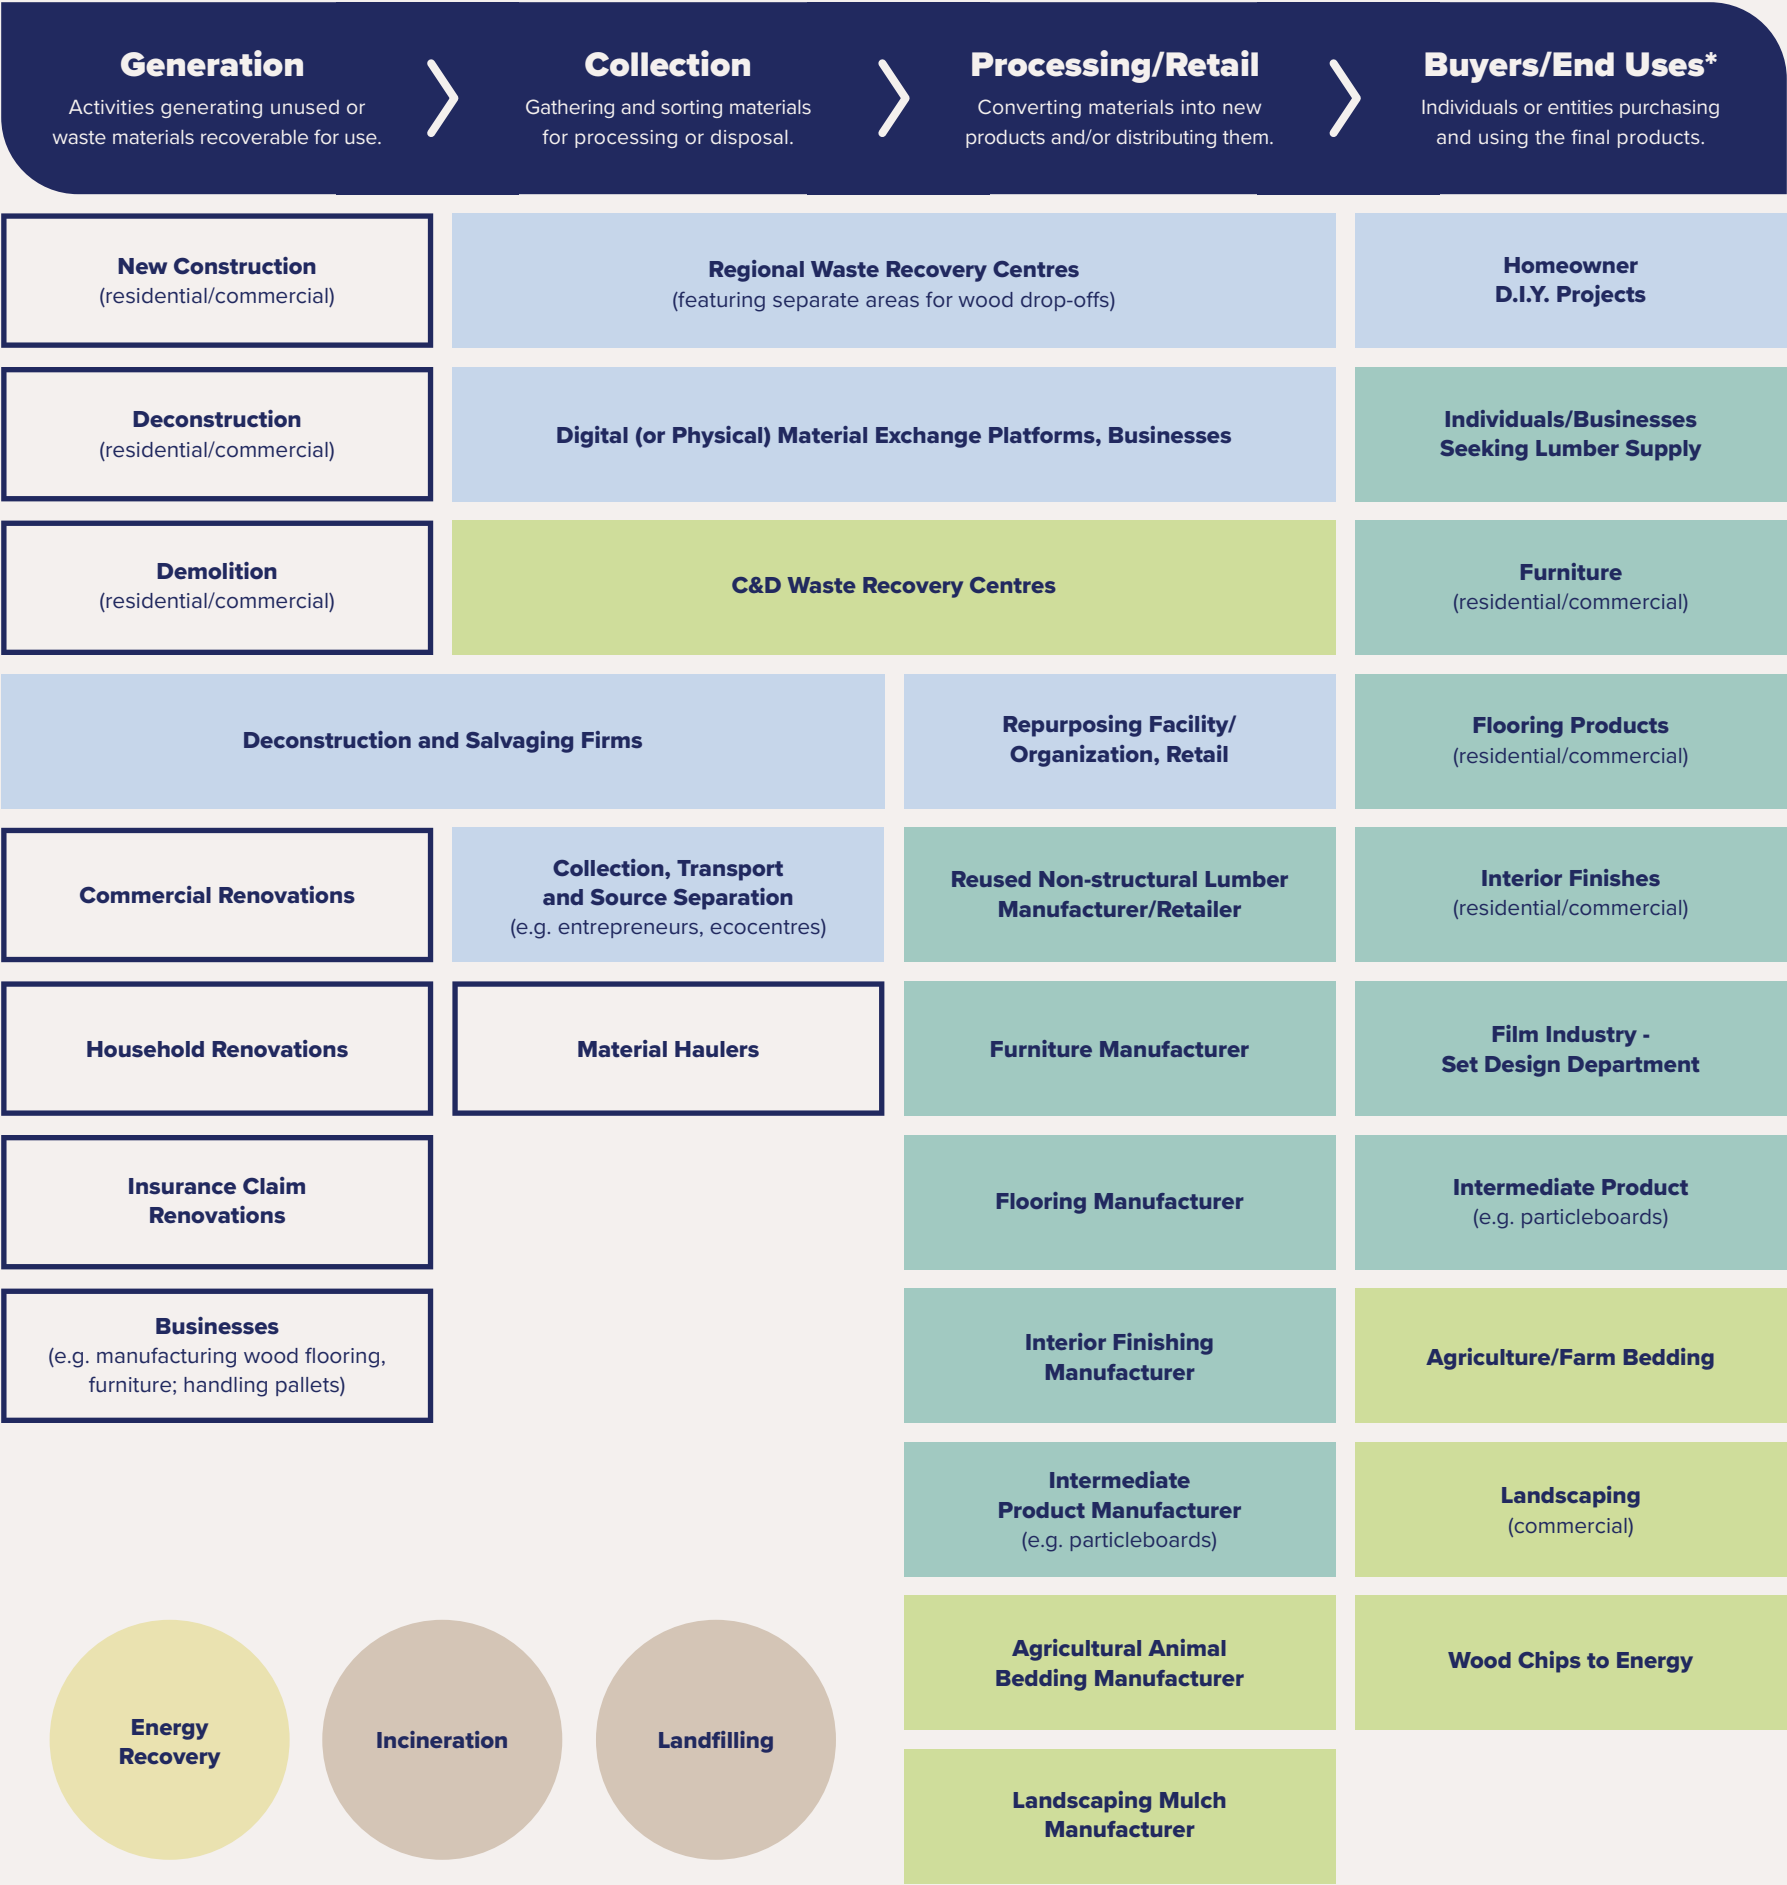 Generation
Activities generating unused or
waste materials recoverable for use.
Collection
Gathering and sorting materials
for processing or disposal.
Processing/Retail
Converting materials into new
products and/or distributing them.
Buyers/End Uses*
Individuals or entities purchasing
and using the final products.
New Construction
(residential/commercial)
Regional Waste Recovery Centres
(featuring separate areas for wood drop-offs)
Homeowner
D.I.Y. Projects
Deconstruction
(residential/commercial)
Digital (or Physical) Material Exchange Platforms, Businesses
Individuals/Businesses
Seeking Lumber Supply
Demolition
(residential/commercial)
C&D Waste Recovery Centres
Furniture
(residential/commercial)
Deconstruction and Salvaging Firms
Repurposing Facility/
Organization, Retail
Flooring Products
(residential/commercial)
Commercial Renovations
Collection, Transport
and Source Separation
(e.g. entrepreneurs, ecocentres)
Reused Non-structural Lumber
Manufacturer/Retailer
Interior Finishes
(residential/commercial)
Household Renovations
Material Haulers
Furniture Manufacturer
Film Industry -
Set Design Department
Insurance Claim
Renovations
Flooring Manufacturer
Intermediate Product
(e.g. particleboards)
Businesses
(e.g. manufacturing wood flooring,
furniture; handling pallets)
Interior Finishing
Manufacturer
Agriculture/Farm Bedding
Intermediate
Product Manufacturer
(e.g. particleboards)
Landscaping
(commercial)
Energy
Recovery
Incineration
Landfilling
Agricultural Animal
Bedding Manufacturer
Wood Chips to Energy
Landscaping Mulch
Manufacturer